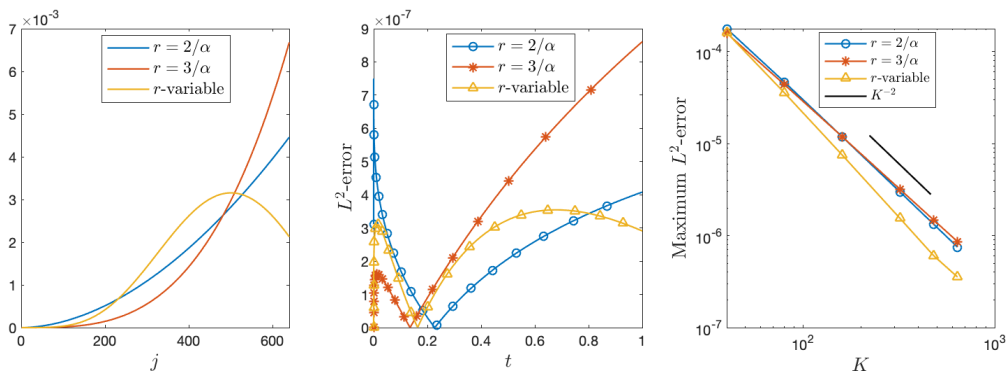 ×10⁻³
7
6
5
4
3
2
1
0
0 200 400 600
j
r = 2/α
r = 3/α
r-variable
×10⁻⁷
9
8
7
6
5
4
3
2
1
0
0 0.2 0.4 0.6 0.8 1
t
L²-error
r = 2/α
r = 3/α
r-variable
10⁻⁴
10⁻⁵
10⁻⁶
10⁻⁷
10² 10³
K
Maximum L²-error
r = 2/α
r = 3/α
r-variable
K⁻²